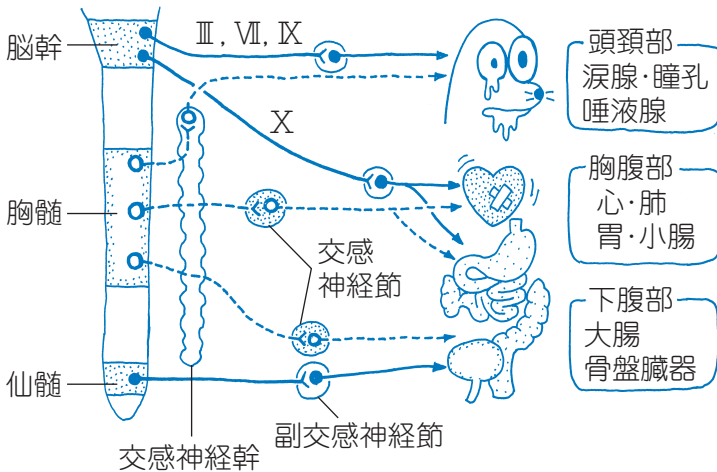 脳幹
胸髄
仙髄
Ⅲ, Ⅶ, Ⅸ
Ⅹ
交感
神経節
交感神経幹
副交感神経節
頭頚部
涙腺・瞳孔
唾液腺
胸腹部
心・肺
胃・小腸
下腹部
大腸
骨盤臓器